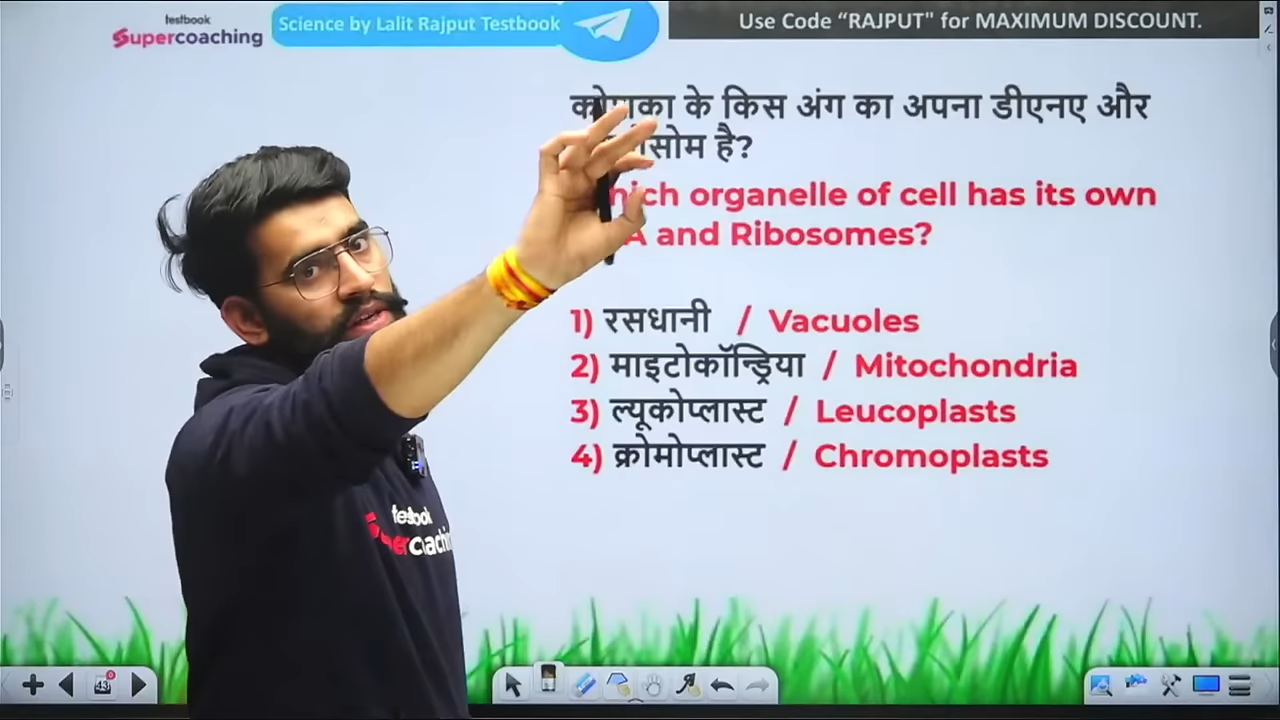 testbook
Supercoaching
Science by Lalit Rajput Testbook
Use Code “RAJPUT" for MAXIMUM DISCOUNT.
के किस अंग का अपना डीएनए और
है?
organelle of cell has its own
and Ribosomes?
1) रसधानी / Vacuoles
2) माइटोकॉन्ड्रिया / Mitochondria
3) ल्यूकोप्लास्ट / Leucoplasts
4) क्रोमोप्लास्ट / Chromoplasts
testbook
43